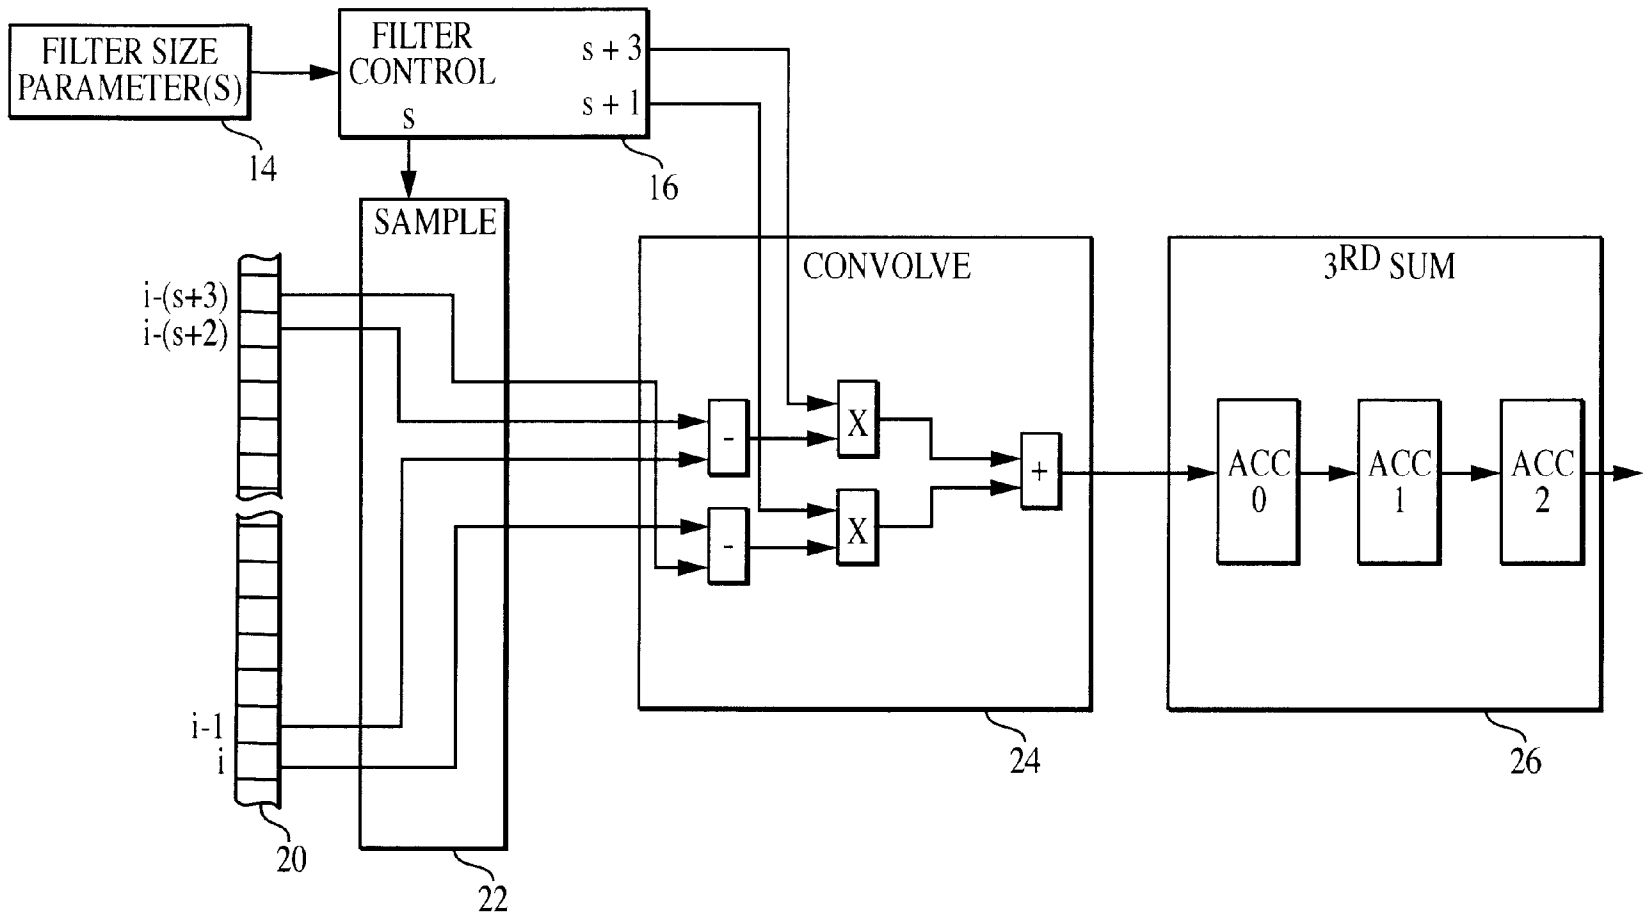 FILTER SIZE
PARAMETER(S)
14
FILTER
CONTROL
s
s + 3
s + 1
16
SAMPLE
i-(s+3)
i-(s+2)
i-1
i
20
22
CONVOLVE
-
-
X
X
+
24
3RD SUM
ACC
0
ACC
1
ACC
2
26